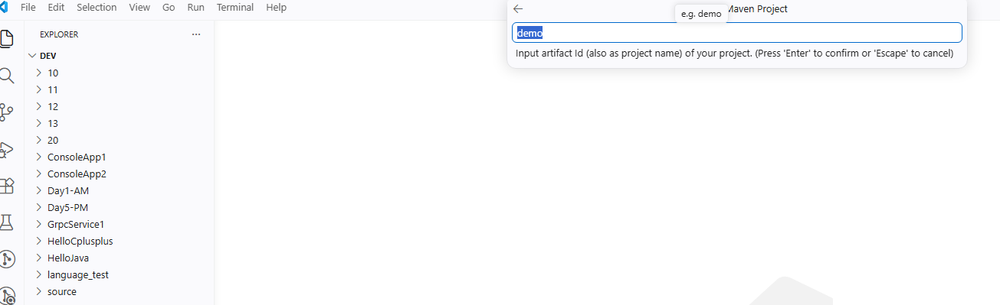 File Edit Selection View Go Run Terminal Help
Maven Project
e.g. demo
demo
Input artifact Id (also as project name) of your project. (Press 'Enter' to confirm or 'Escape' to cancel)
EXPLORER ...
DEV
10
11
12
13
20
ConsoleApp1
ConsoleApp2
Day1-AM
Day5-PM
GrpcService1
HelloCplusplus
HelloJava
language_test
source